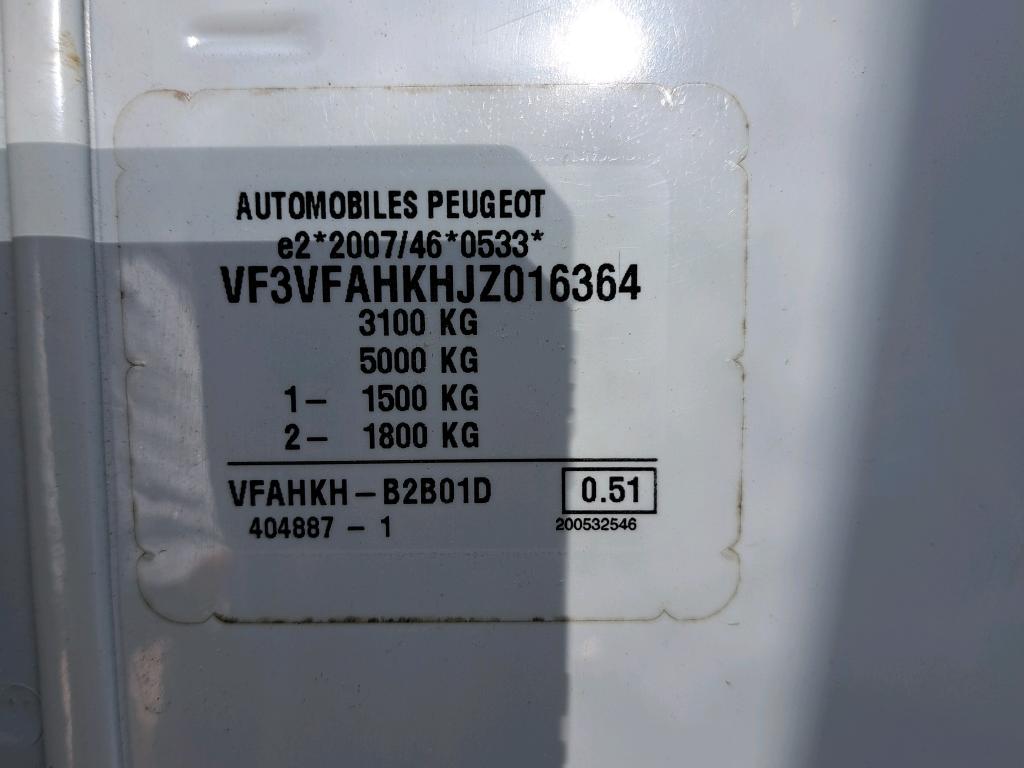 AUTOMOBILES PEUGEOT
e2*2007/46*0533*
VF3VFAHKHJZ016364
3100 KG
5000 KG
1- 1500 KG
2- 1800 KG
VFAHKH-B2B01D 0.51
404887-1 200532546